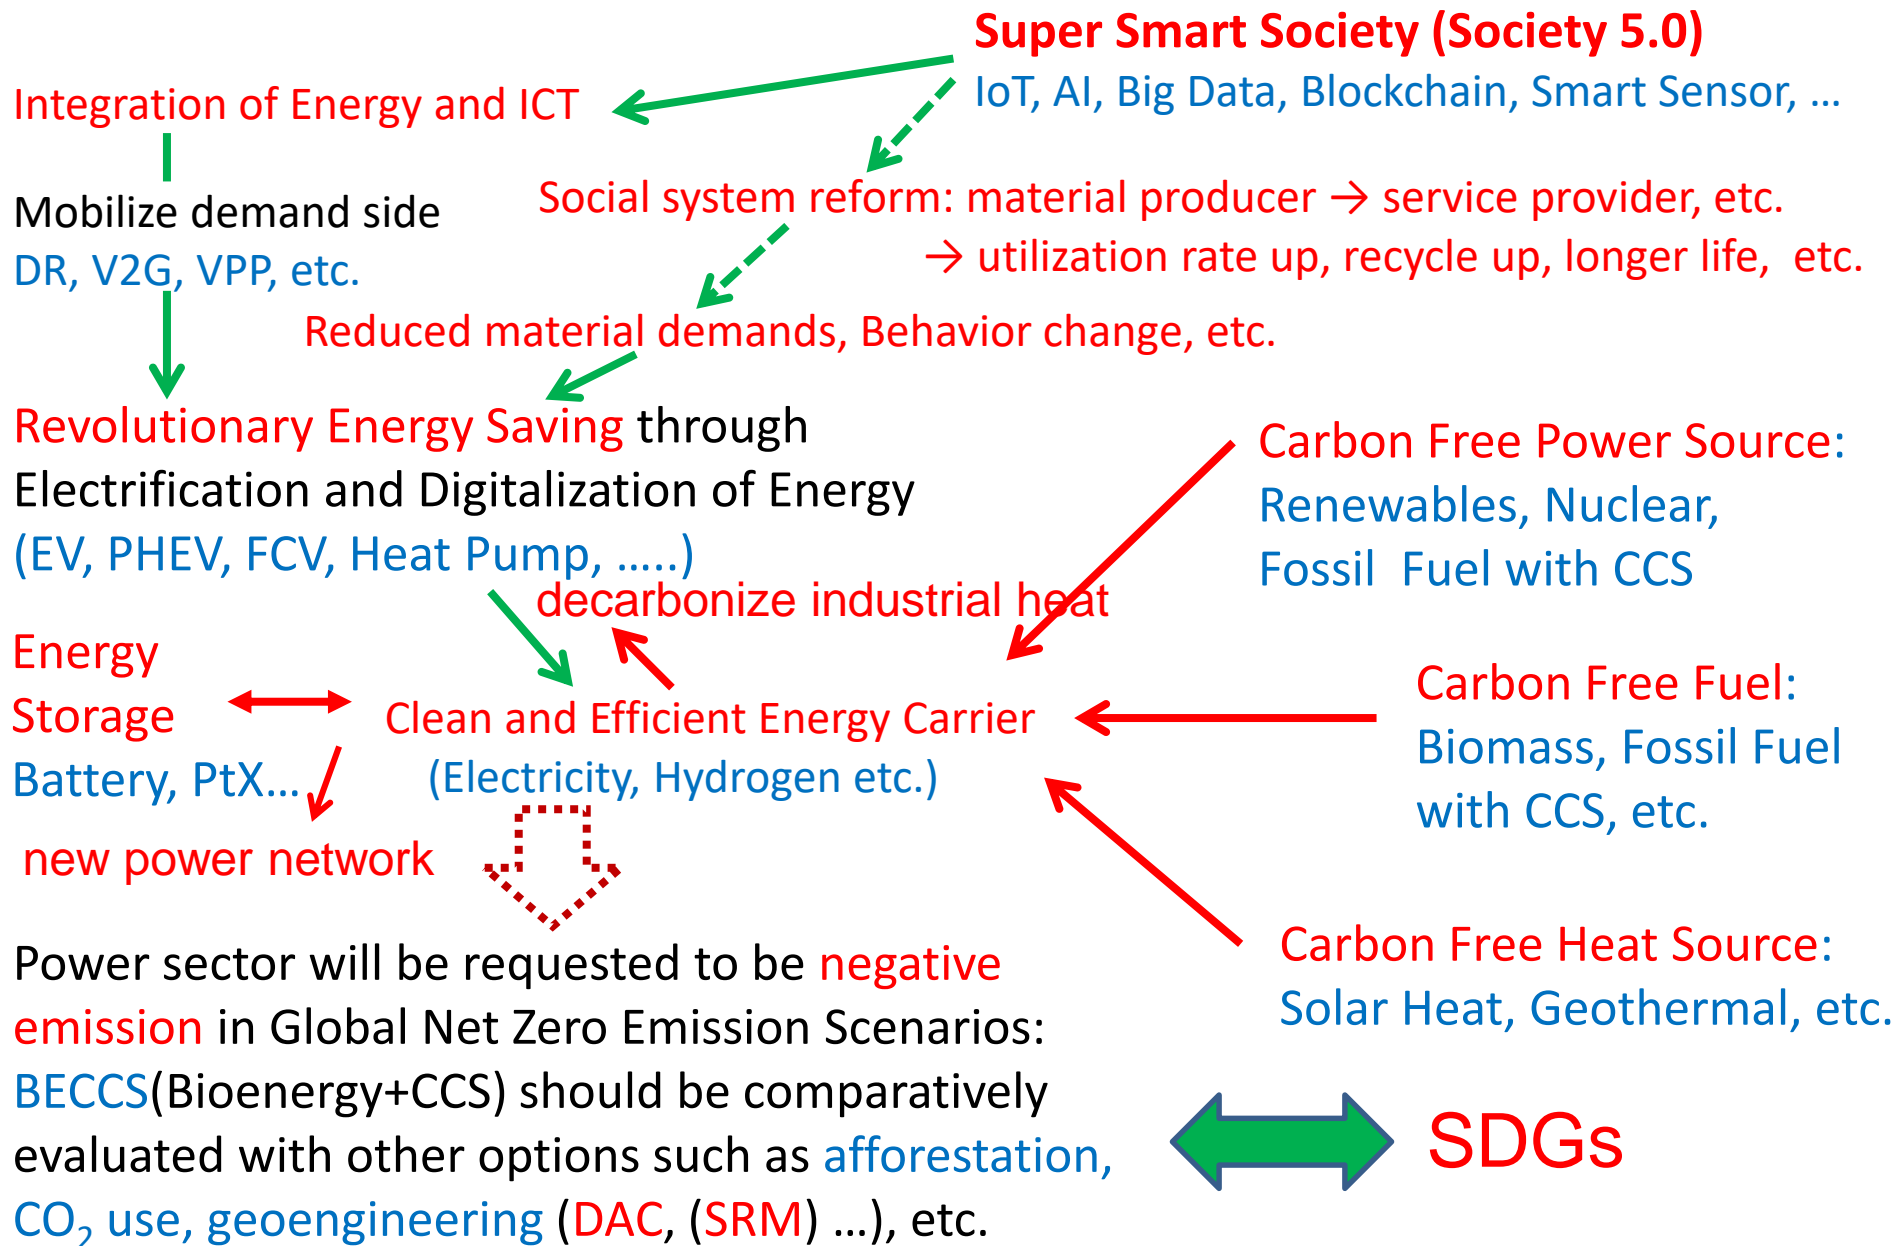 Super Smart Society (Society 5.0)
IoT, AI, Big Data, Blockchain, Smart Sensor, ...
Integration of Energy and ICT
Mobilize demand side
DR, V2G, VPP, etc.
Social system reform: material producer → service provider, etc.
→ utilization rate up, recycle up, longer life, etc.
Reduced material demands, Behavior change, etc.
Revolutionary Energy Saving through
Electrification and Digitalization of Energy
(EV, PHEV, FCV, Heat Pump, .....)
decarbonize industrial heat
Carbon Free Power Source:
Renewables, Nuclear,
Fossil Fuel with CCS
Energy
Storage
Battery, PtX...
Clean and Efficient Energy Carrier
(Electricity, Hydrogen etc.)
Carbon Free Fuel:
Biomass, Fossil Fuel
with CCS, etc.
new power network
Carbon Free Heat Source:
Solar Heat, Geothermal, etc.
Power sector will be requested to be negative
emission in Global Net Zero Emission Scenarios:
BECCS(Bioenergy+CCS) should be comparatively
evaluated with other options such as afforestation,
CO₂ use, geoengineering (DAC, (SRM) ...), etc.
SDGs